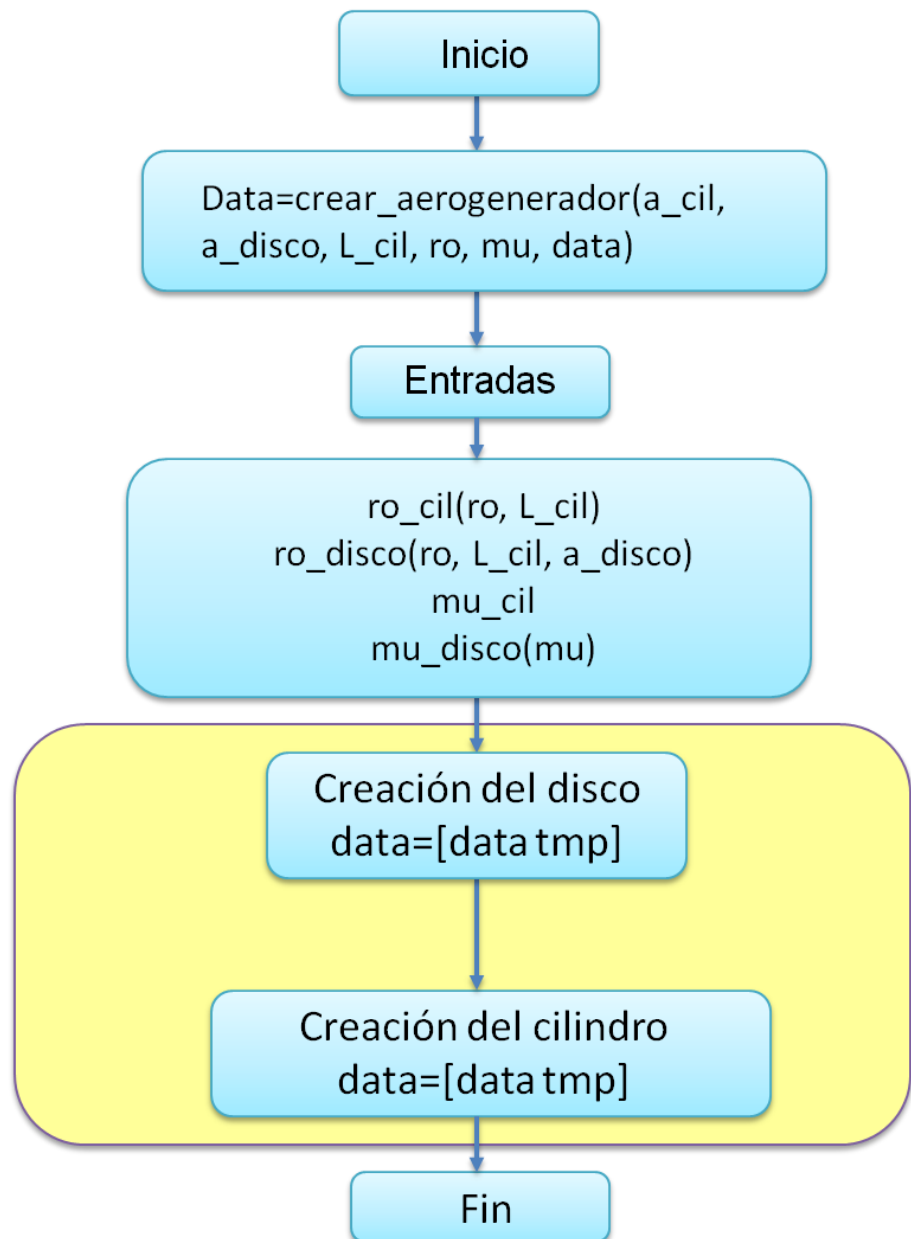 Inicio
Data=crear_aerogenerador(a_cil,
a_disco, L_cil, ro, mu, data)
Entradas
ro_cil(ro, L_cil)
ro_disco(ro, L_cil, a_disco)
mu_cil
mu_disco(mu)
Creación del disco
data=[data tmp]
Creación del cilindro
data=[data tmp]
Fin